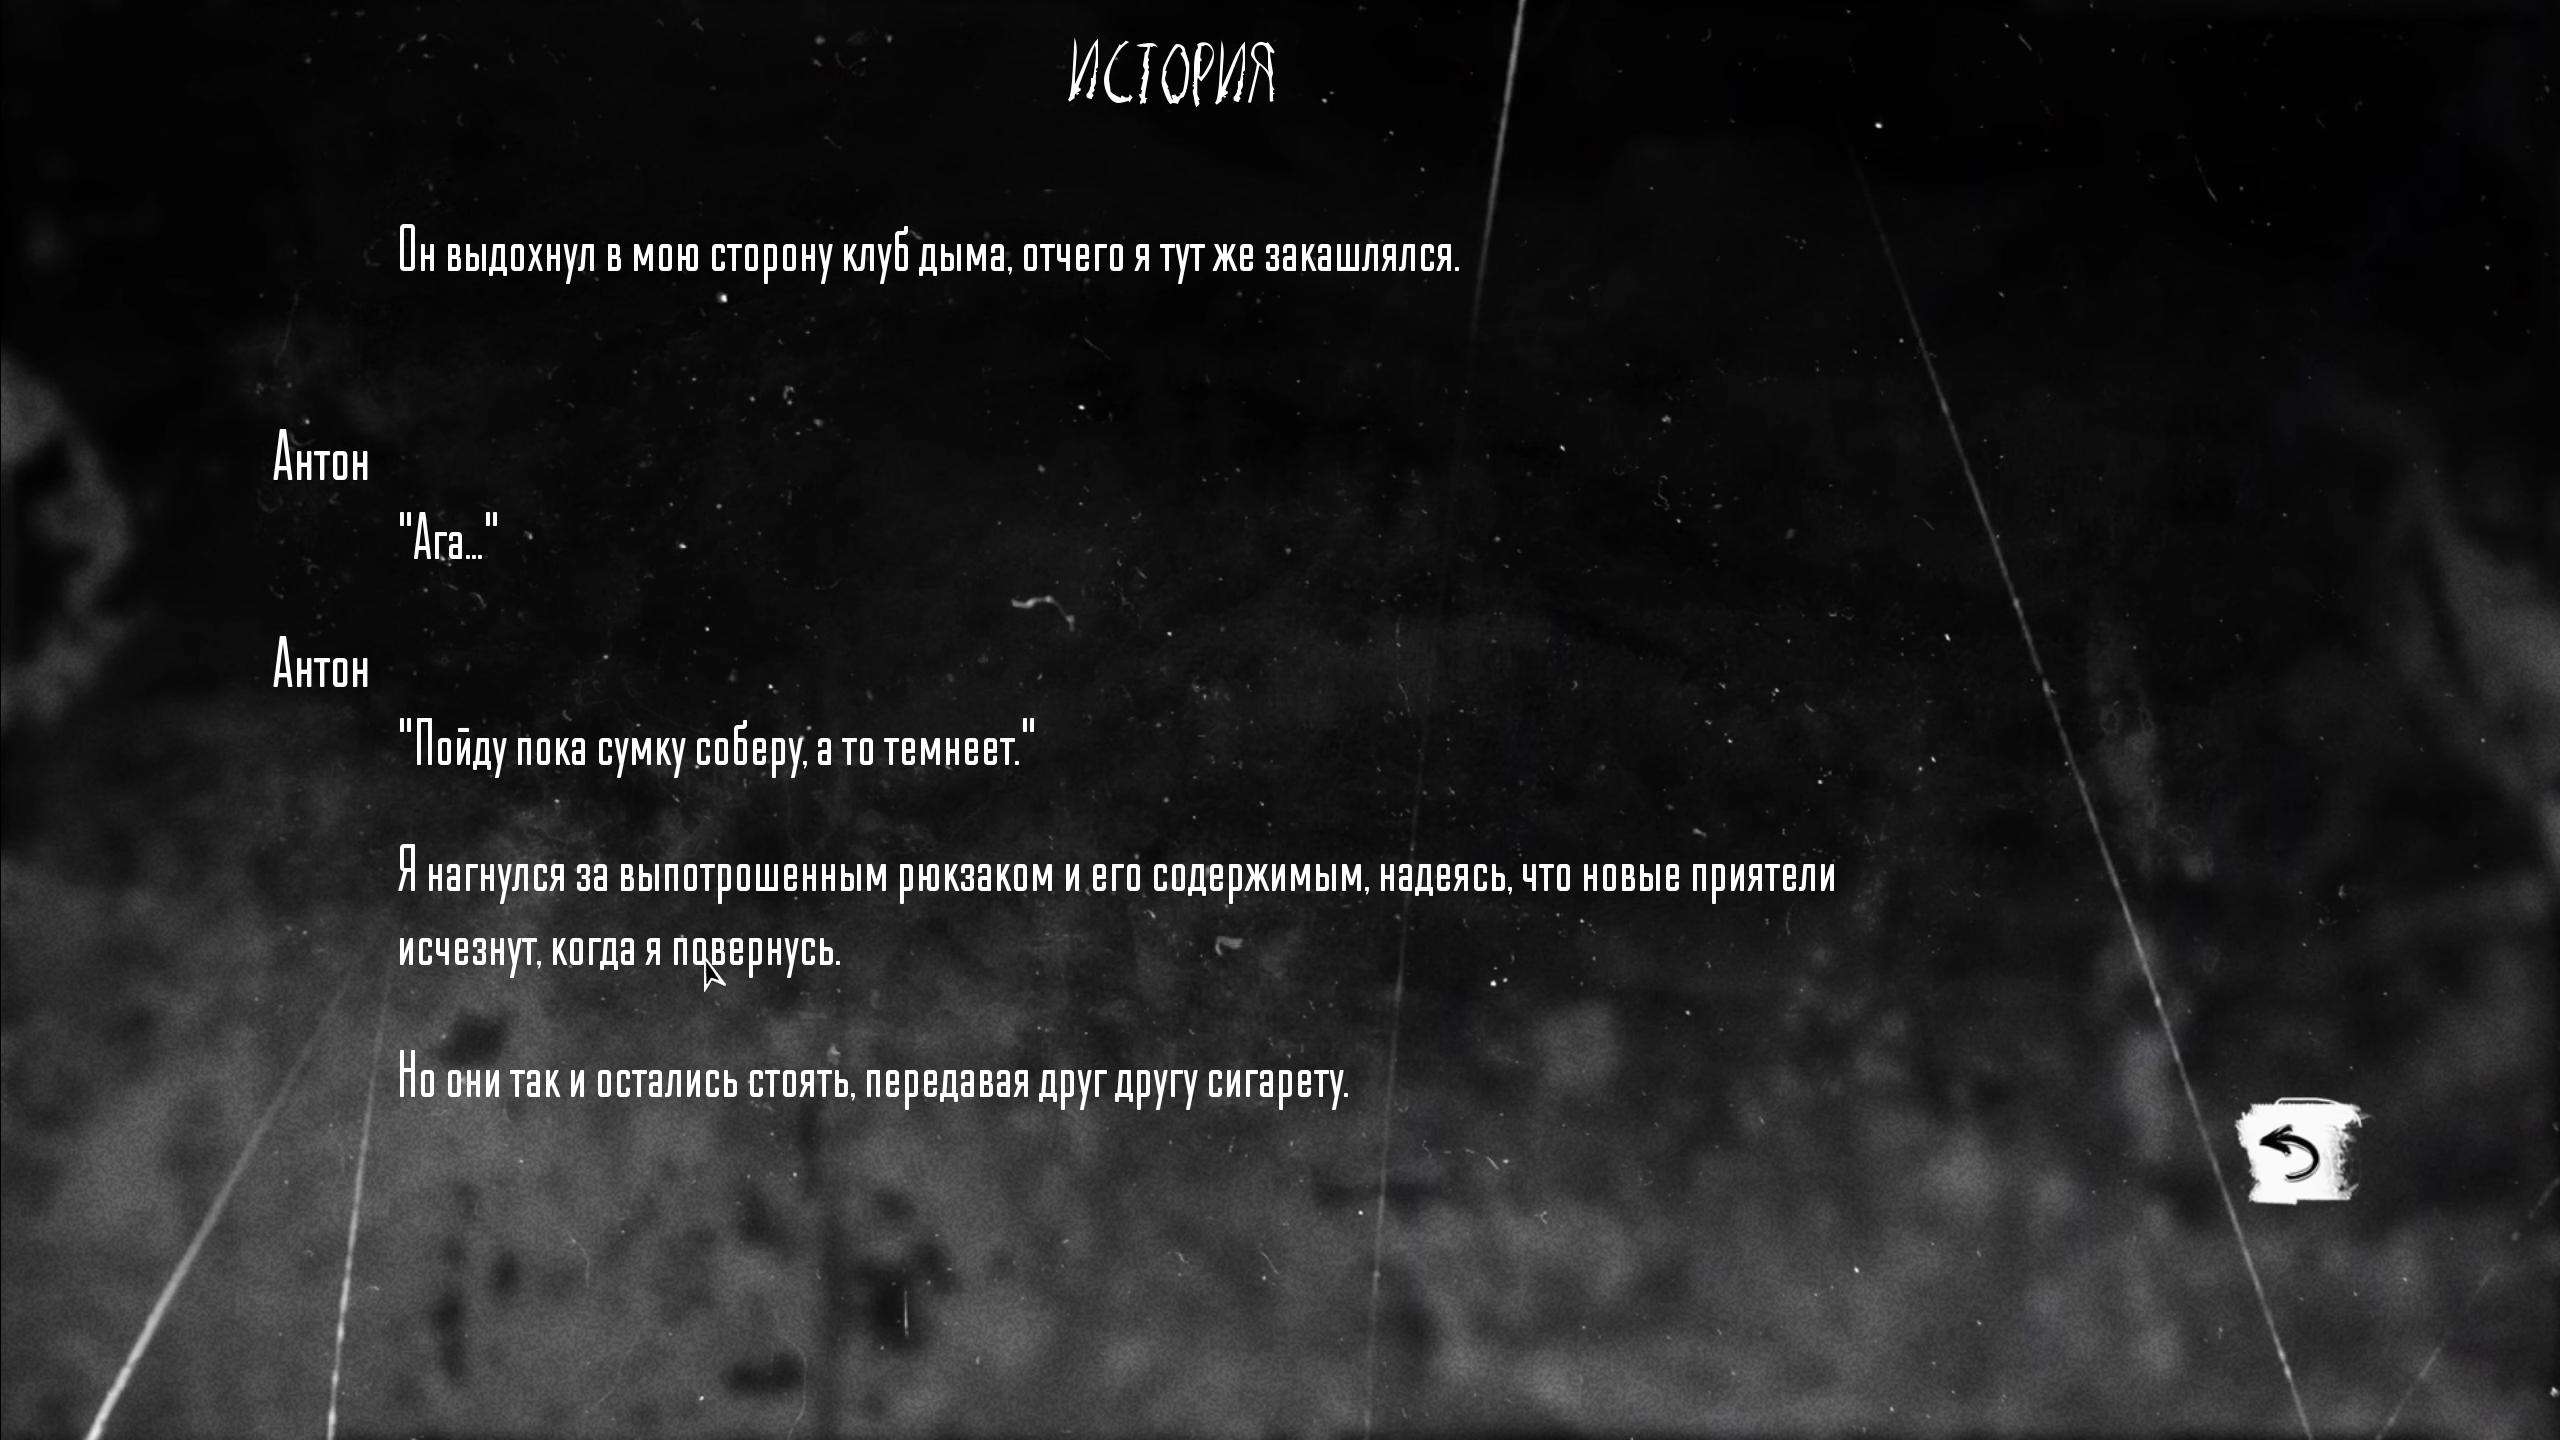 ИСТОРИЯ
Он выдохнул в мою сторону клуб дыма, отчего я тут же закашлялся.
Антон
"Ага..."
Антон
"Пойду пока сумку соберу, а то темнеет."
Я нагнулся за выпотрошенным рюкзаком и его содержимым, надеясь, что новые приятели
исчезнут, когда я повернусь.
Но они так и остались стоять, передавая друг другу сигарету.